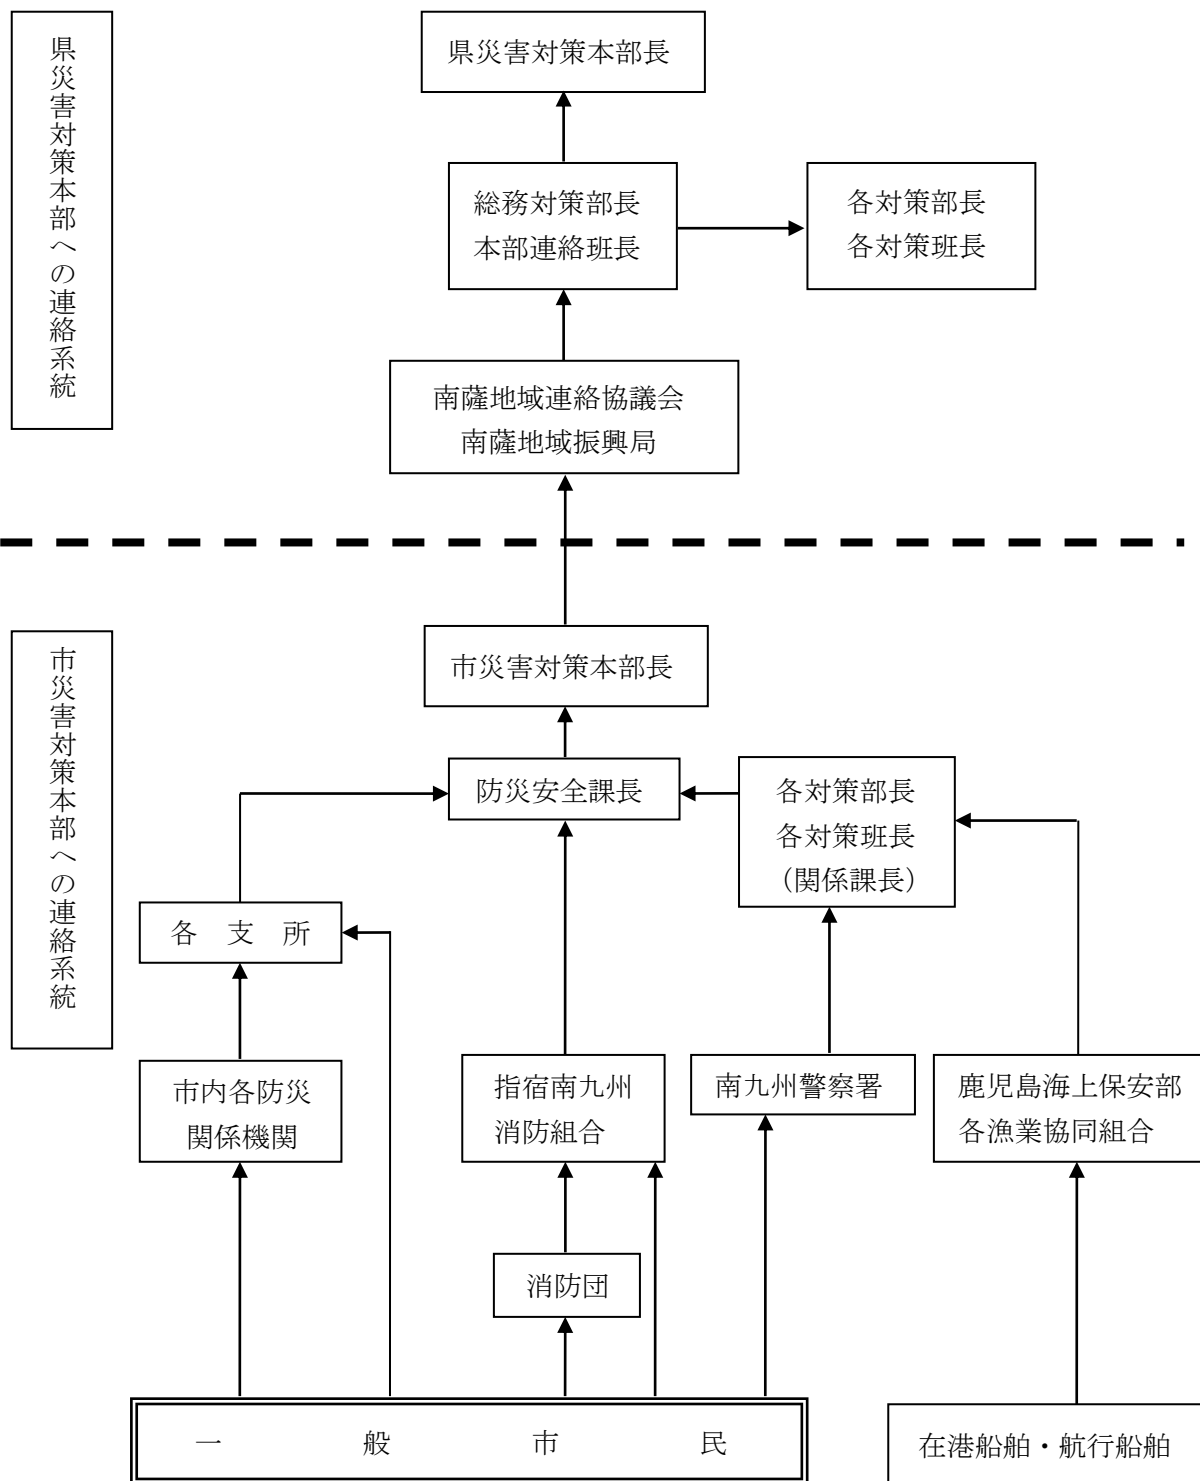 県災害対策本部への連絡系統
県災害対策本部長
総務対策部長
本部連絡班長
各対策部長
各対策班長
南薩地域連絡協議会
南薩地域振興局
市災害対策本部への連絡系統
市災害対策本部長
防災安全課長
各対策部長
各対策班長
（関係課長）
各　支　所
市内各防災
関係機関
指宿南九州
消防組合
南九州警察署
鹿児島海上保安部
各漁業協同組合
消防団
一　般　市　民
在港船舶・航行船舶